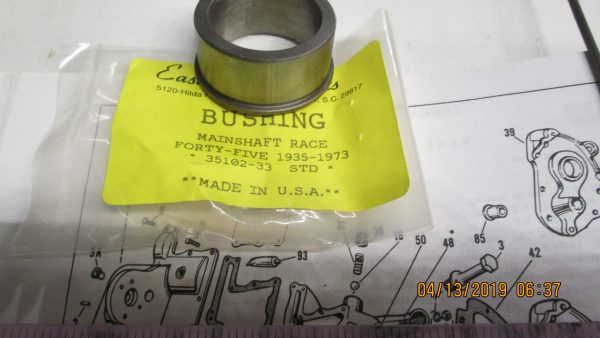 Eas
5120-Hilda S.C. 29817
BUSHING
MAINSHAFT RACE
FORTY-FIVE 1935-1973
* 35102-33 STD *
**MADE IN U.S.A.**
39
85
3
50
48
42
93
04/13/2019 06:37